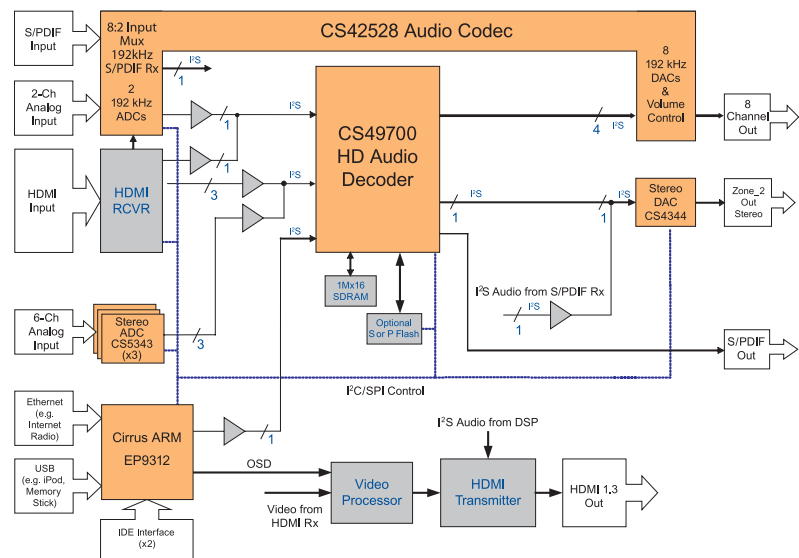 S/PDIF
Input
8:2 Input
Mux
192kHz
S/PDIF Rx
2
192 kHz
ADCs
CS42528 Audio Codec
8
192 kHz
DACs
&
Volume
Control
I²S
1
2-Ch
Analog
Input
I²S
1
1
CS49700
HD Audio
Decoder
4
I²S
8
Channel
Out
HDMI
Input
HDMI
RCVR
3
I²S
I²S
1
1
I²S
Stereo
DAC
CS4344
Zone_2
Out
Stereo
I²S
1Mx16
SDRAM
I²S Audio from S/PDIF Rx
I²S
1
Optional
S or P Flash
6-Ch
Analog
Input
Stereo
ADC
CS5343
(x3)
3
S/PDIF
Out
I²C/SPI Control
Ethernet
(e.g.
Internet
Radio)
Cirrus ARM
EP9312
1
I²S Audio from DSP
USB
(e.g. iPod,
Memory
Stick)
OSD
Video from
HDMI Rx
Video
Processor
HDMI
Transmitter
HDMI 1.3
Out
IDE Interface
(x2)